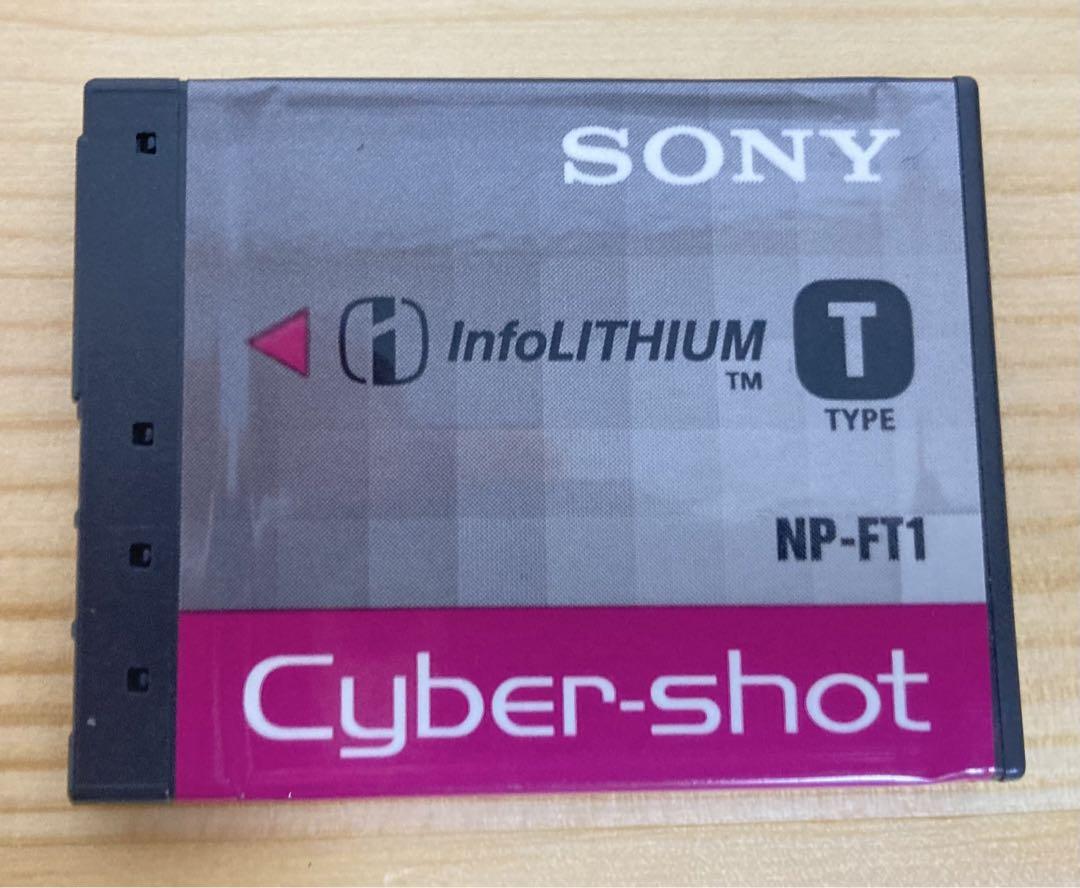 SONY
InfoLITHIUM
TM
T
TYPE
NP-FT1
Cyber-shot